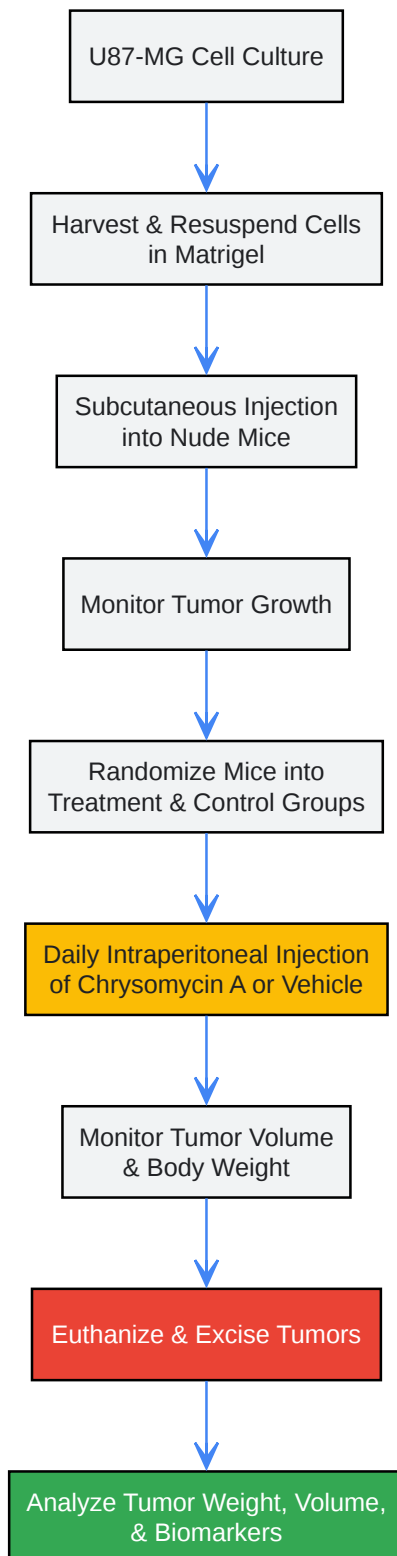 U87-MG Cell Culture
Harvest & Resuspend Cells
in Matrigel
Subcutaneous Injection
into Nude Mice
Monitor Tumor Growth
Randomize Mice into
Treatment & Control Groups
Daily Intraperitoneal Injection
of Chrysomycin A or Vehicle
Monitor Tumor Volume
& Body Weight
Euthanize & Excise Tumors
Analyze Tumor Weight, Volume,
& Biomarkers